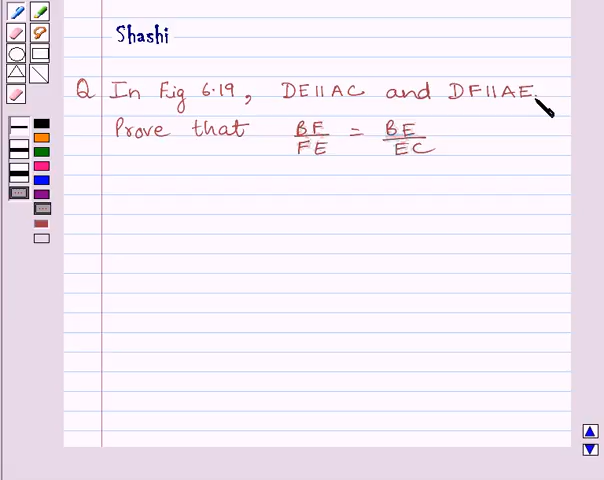 Shashi
Q In Fig 6.19, DE||AC and DF||AE.
Prove that BF/FE = BE/EC